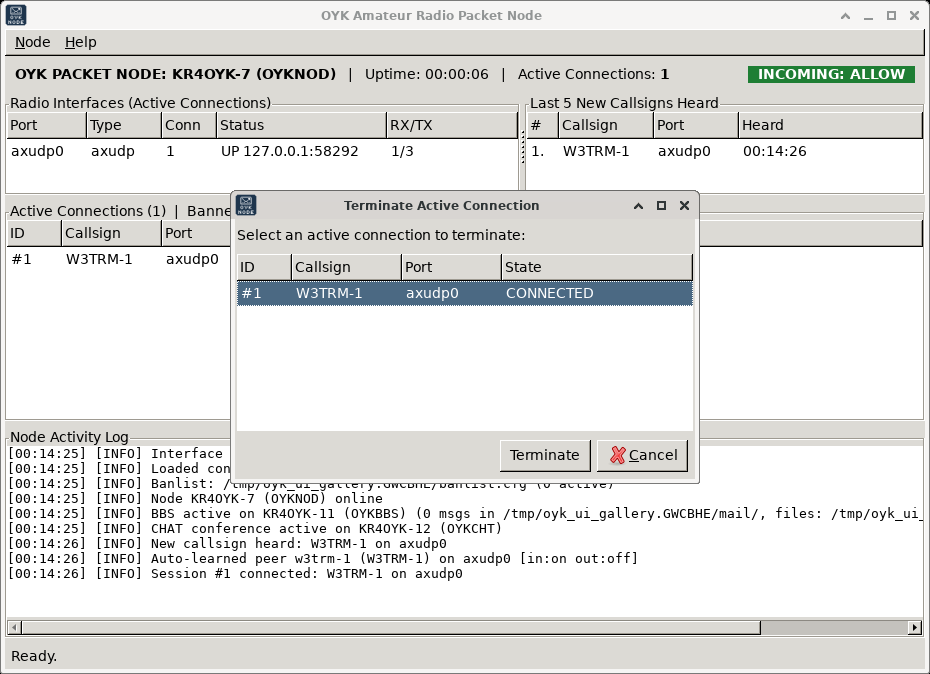 OYK Amateur Radio Packet Node
Node Help
OYK PACKET NODE: KR4OYK-7 (OYKNOD) | Uptime: 00:00:06 | Active Connections: 1 INCOMING: ALLOW
Radio Interfaces (Active Connections)
Port Type Conn Status RX/TX
axudp0 axudp 1 UP 127.0.0.1:58292 1/3
Last 5 New Callsigns Heard
# Callsign Port Heard
1. W3TRM-1 axudp0 00:14:26
Active Connections (1) | Banne
ID Callsign Port
#1 W3TRM-1 axudp0
Terminate Active Connection
Select an active connection to terminate:
ID Callsign Port State
#1 W3TRM-1 axudp0 CONNECTED
Terminate Cancel
Node Activity Log
[00:14:25] [INFO] Interface
[00:14:25] [INFO] Loaded con
[00:14:25] [INFO] Banlist: /tmp/oyk_ui_gallery.GWCBHE/banlist.cfg (0 active)
[00:14:25] [INFO] Node KR4OYK-7 (OYKNOD) online
[00:14:25] [INFO] BBS active on KR4OYK-11 (OYKBBS) (0 msgs in /tmp/oyk_ui_gallery.GWCBHE/mail/, files: /tmp/oyk_ui_
[00:14:25] [INFO] CHAT conference active on KR4OYK-12 (OYKCHT)
[00:14:26] [INFO] New callsign heard: W3TRM-1 on axudp0
[00:14:26] [INFO] Auto-learned peer w3trm-1 (W3TRM-1) on axudp0 [in:on out:off]
[00:14:26] [INFO] Session #1 connected: W3TRM-1 on axudp0
Ready.